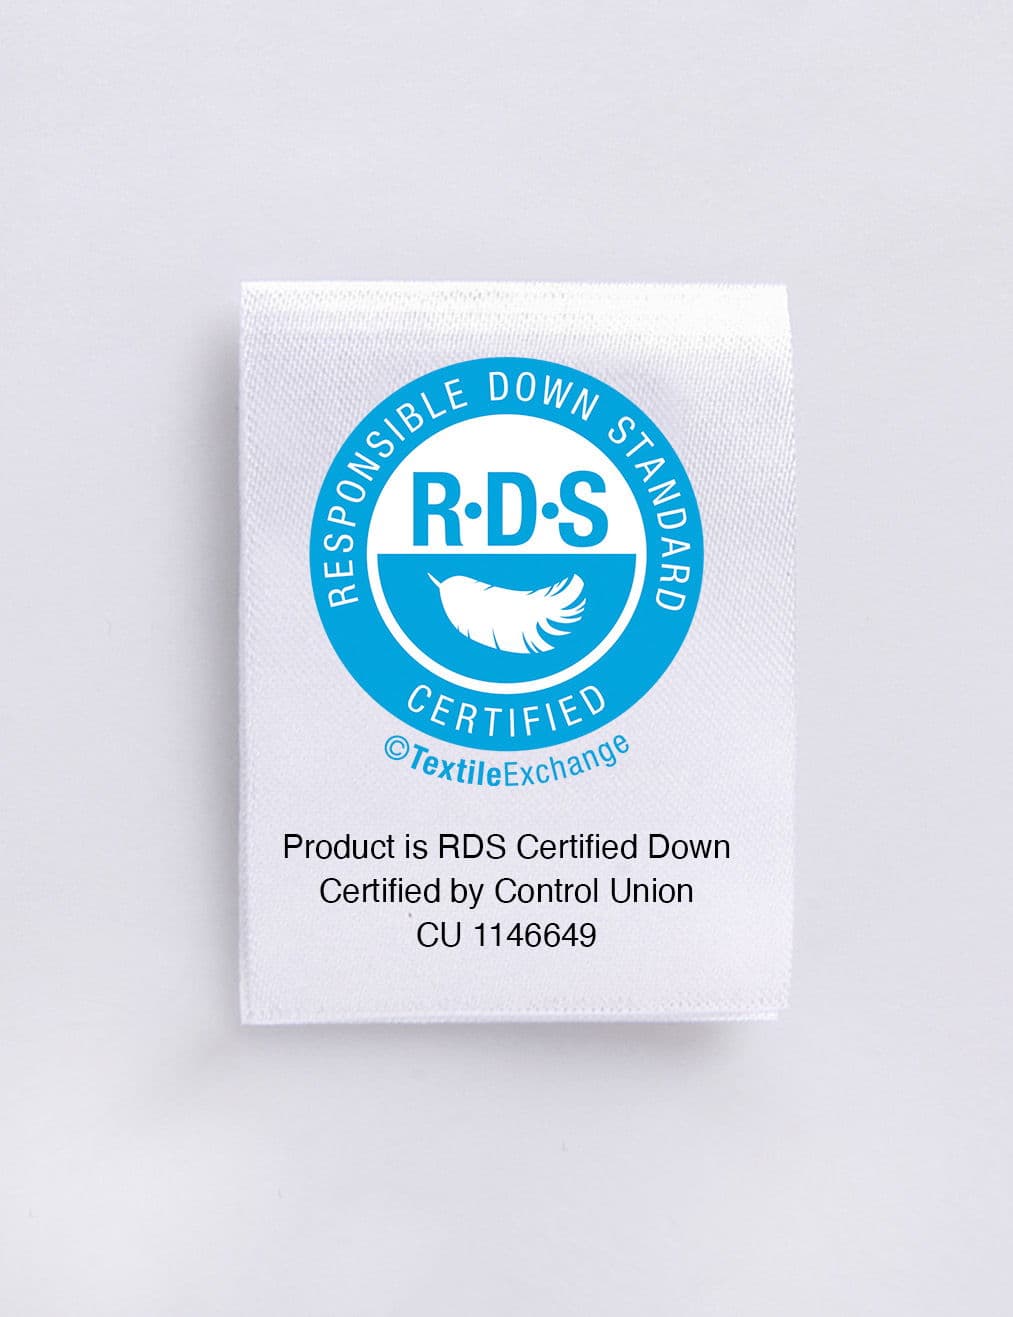 RESPONSIBLE DOWN STANDARD
R·D·S
CERTIFIED
©TextileExchange
Product is RDS Certified Down
Certified by Control Union
CU 1146649